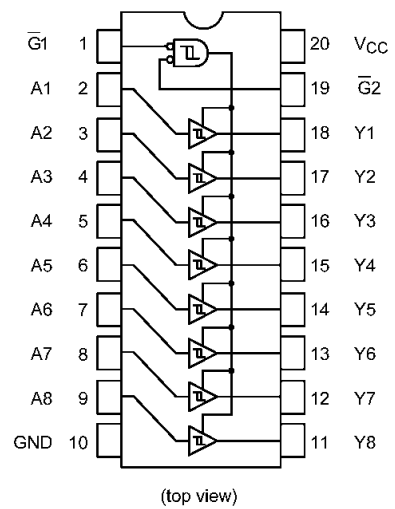 G̅1 1 20 VCC
A1 2 19 G̅2
A2 3 18 Y1
A3 4 17 Y2
A4 5 16 Y3
A5 6 15 Y4
A6 7 14 Y5
A7 8 13 Y6
A8 9 12 Y7
GND 10 11 Y8
(top view)